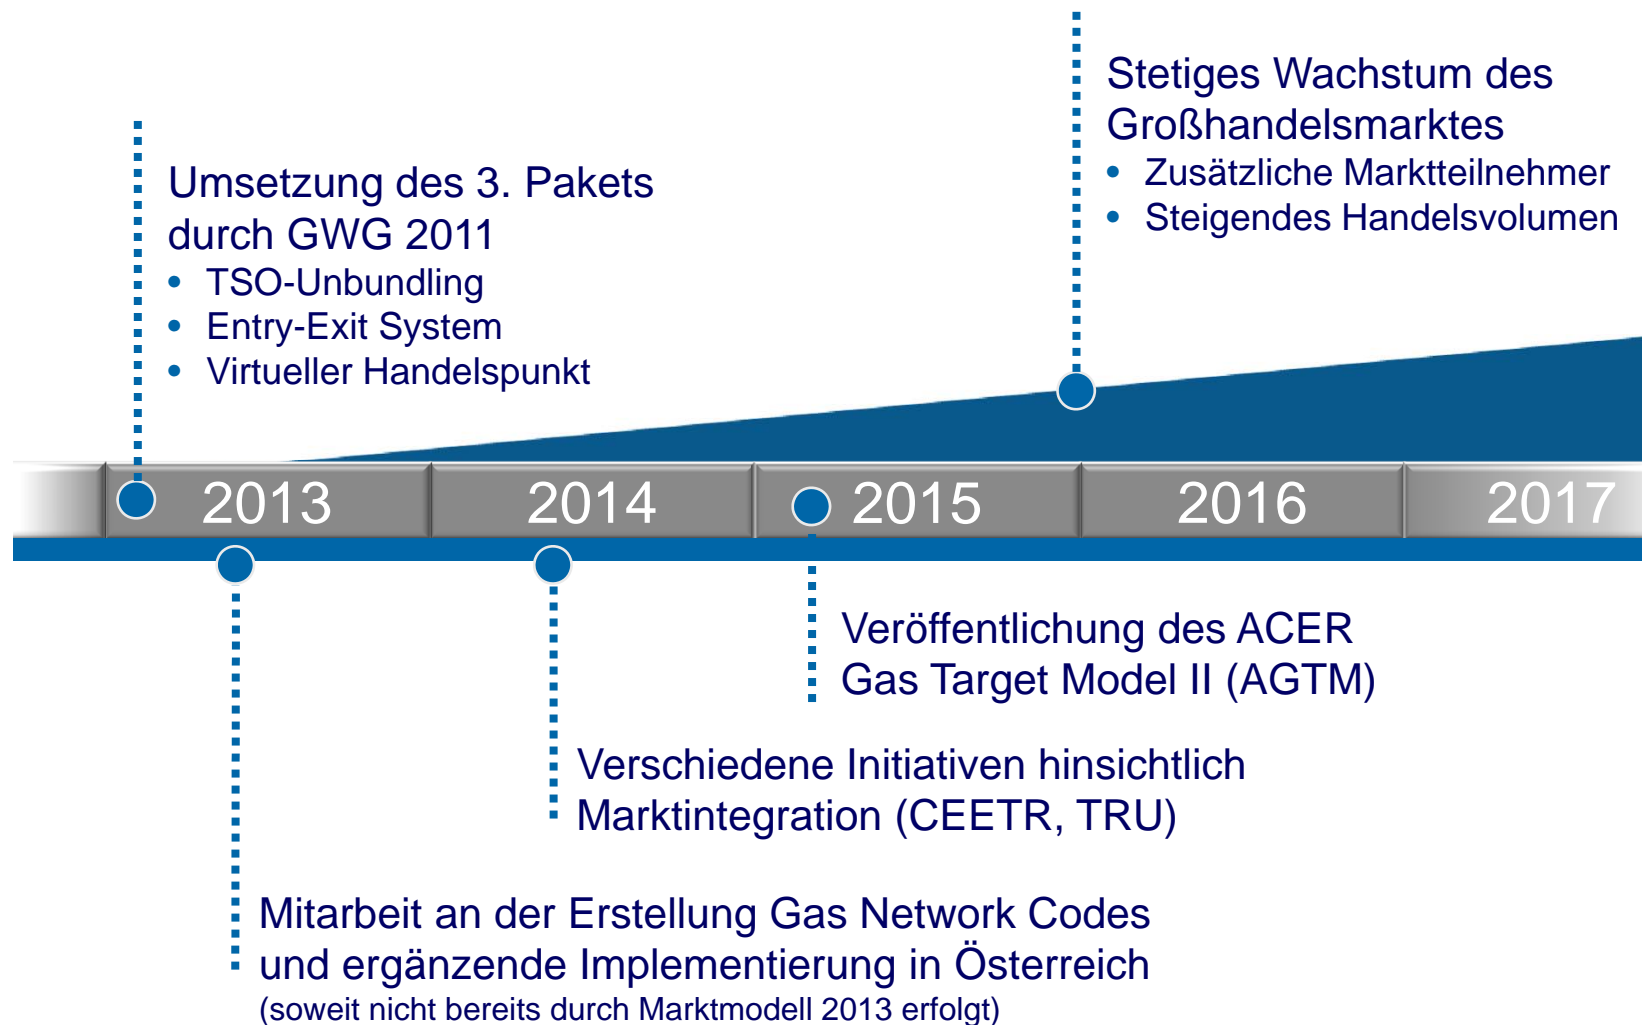 Stetiges Wachstum des
Großhandelsmarktes
• Zusätzliche Marktteilnehmer
• Steigendes Handelsvolumen
Umsetzung des 3. Pakets
durch GWG 2011
• TSO-Unbundling
• Entry-Exit System
• Virtueller Handelspunkt
2013 2014 2015 2016 2017
Veröffentlichung des ACER
Gas Target Model II (AGTM)
Verschiedene Initiativen hinsichtlich
Marktintegration (CEETR, TRU)
Mitarbeit an der Erstellung Gas Network Codes
und ergänzende Implementierung in Österreich
(soweit nicht bereits durch Marktmodell 2013 erfolgt)